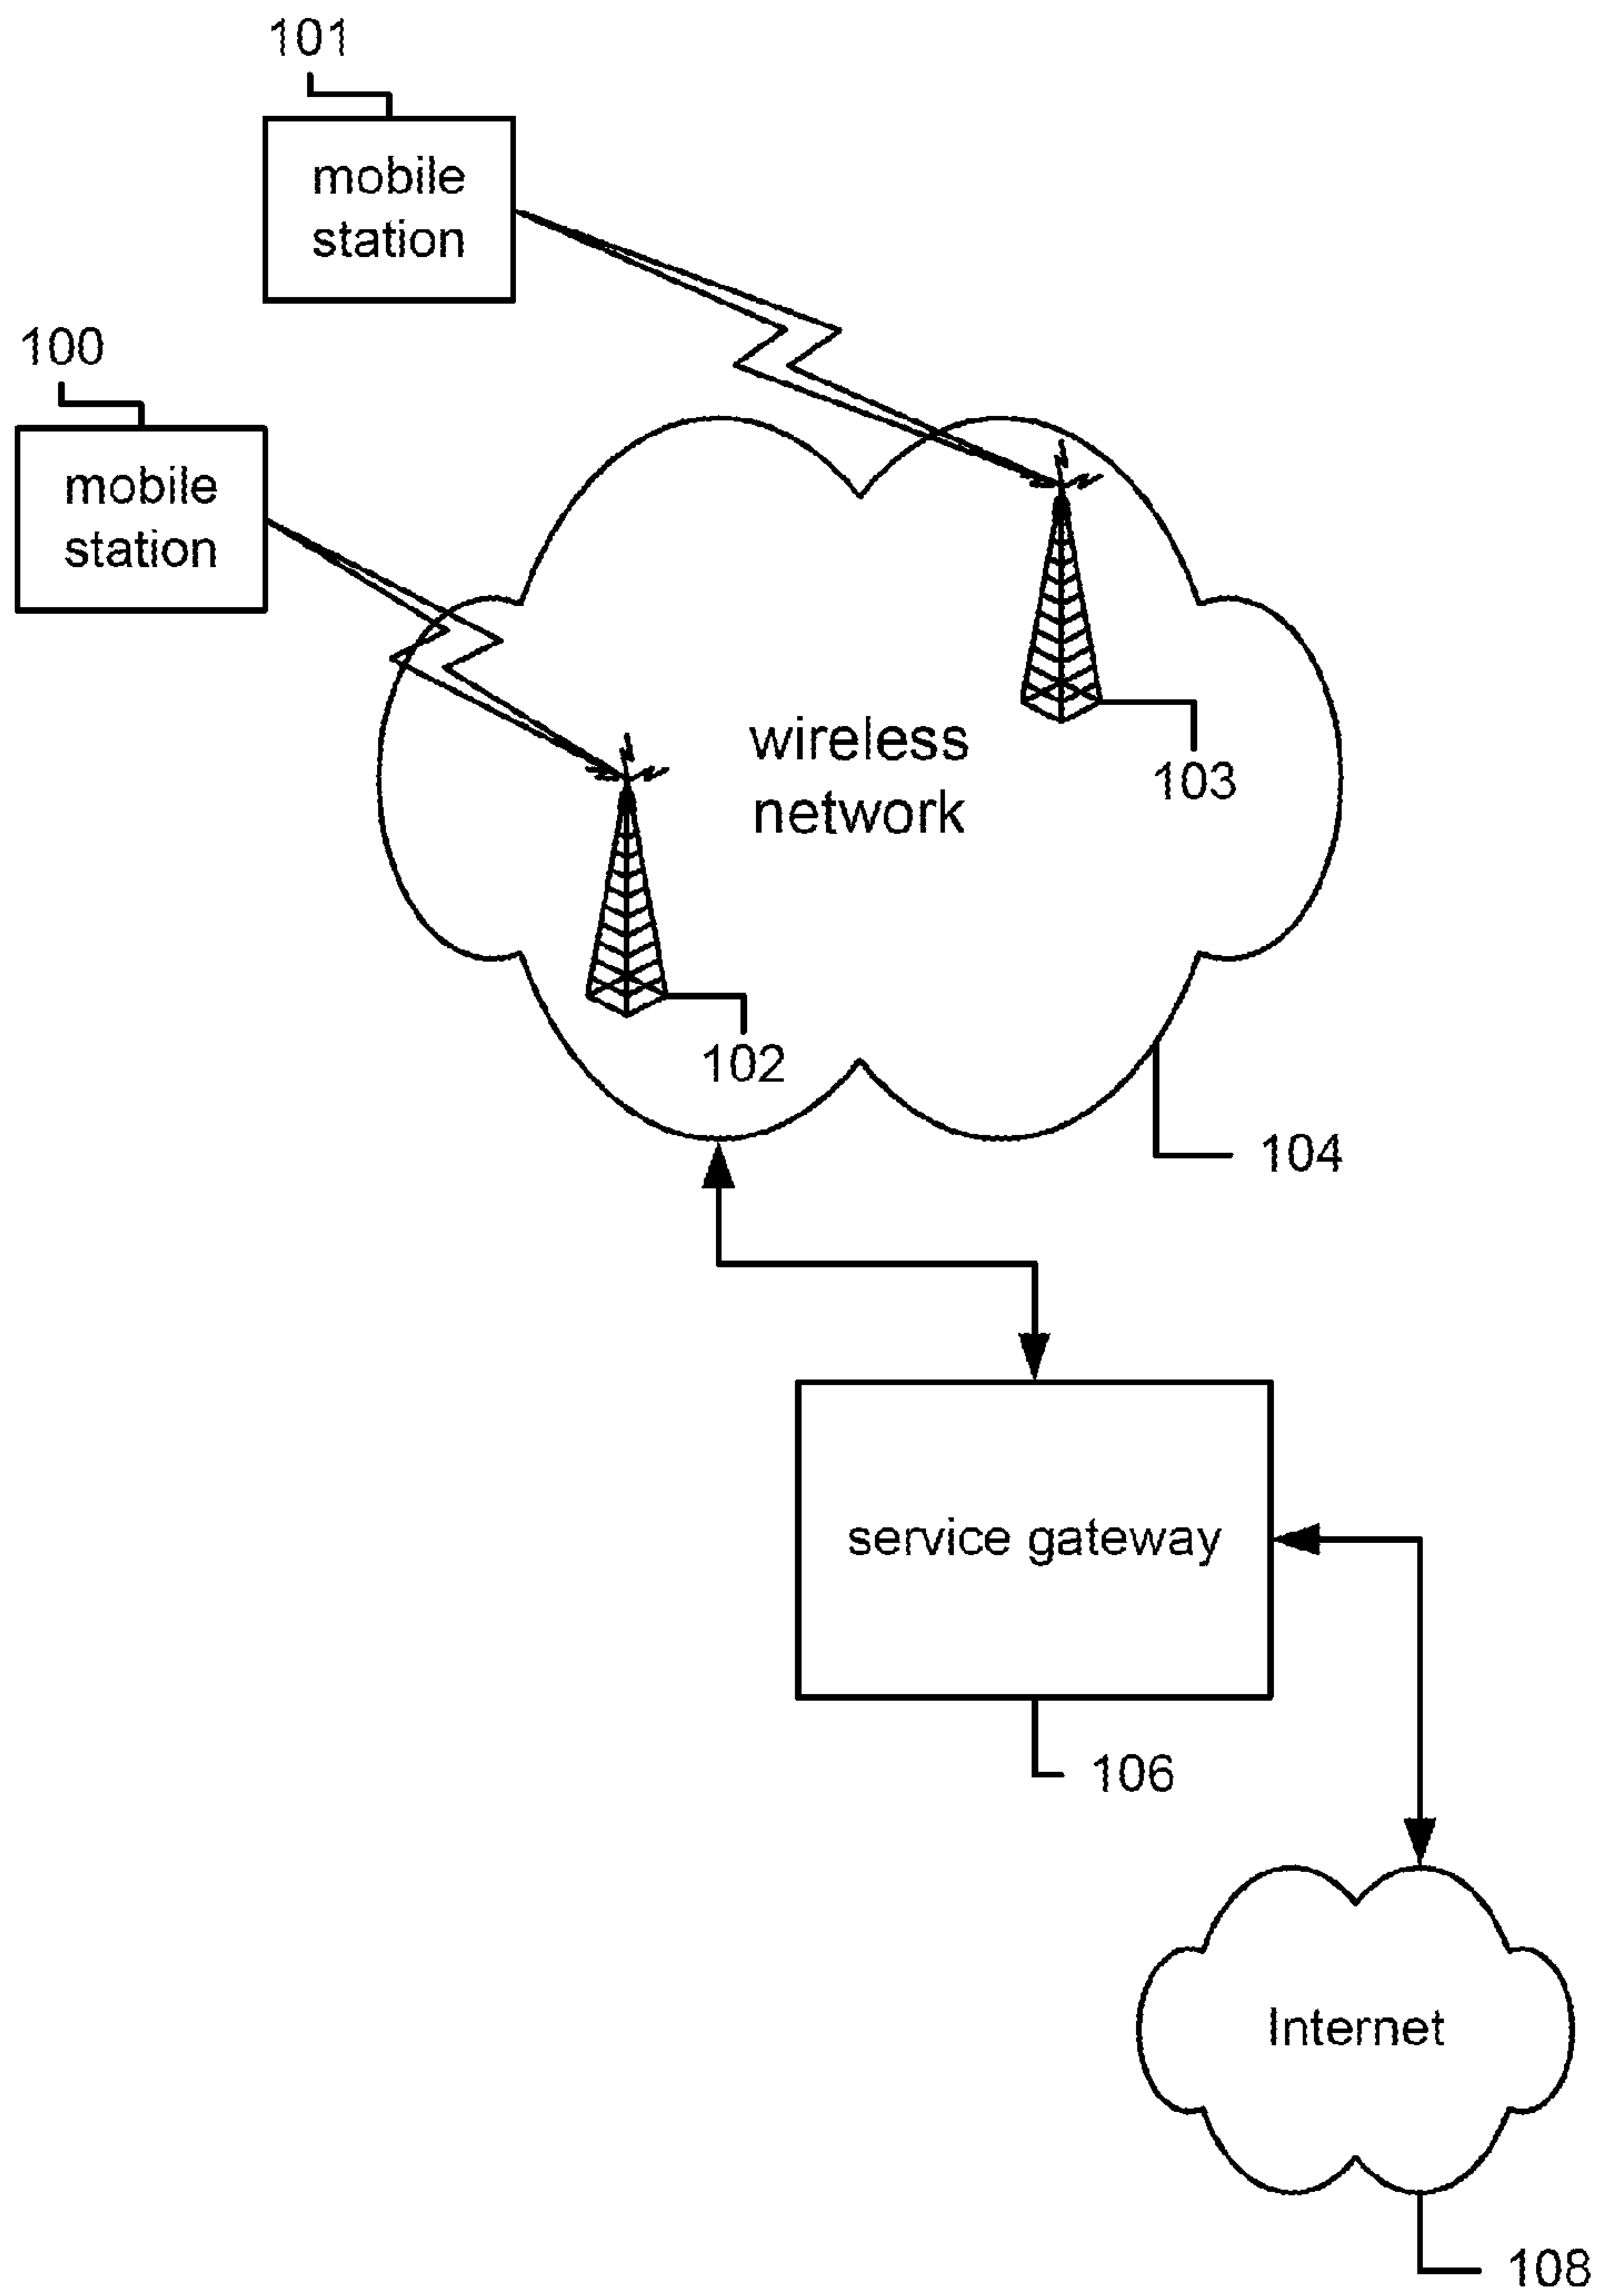 101
mobile
station
100
mobile
station
wireless
network
103
102
104
service gateway
106
Internet
108